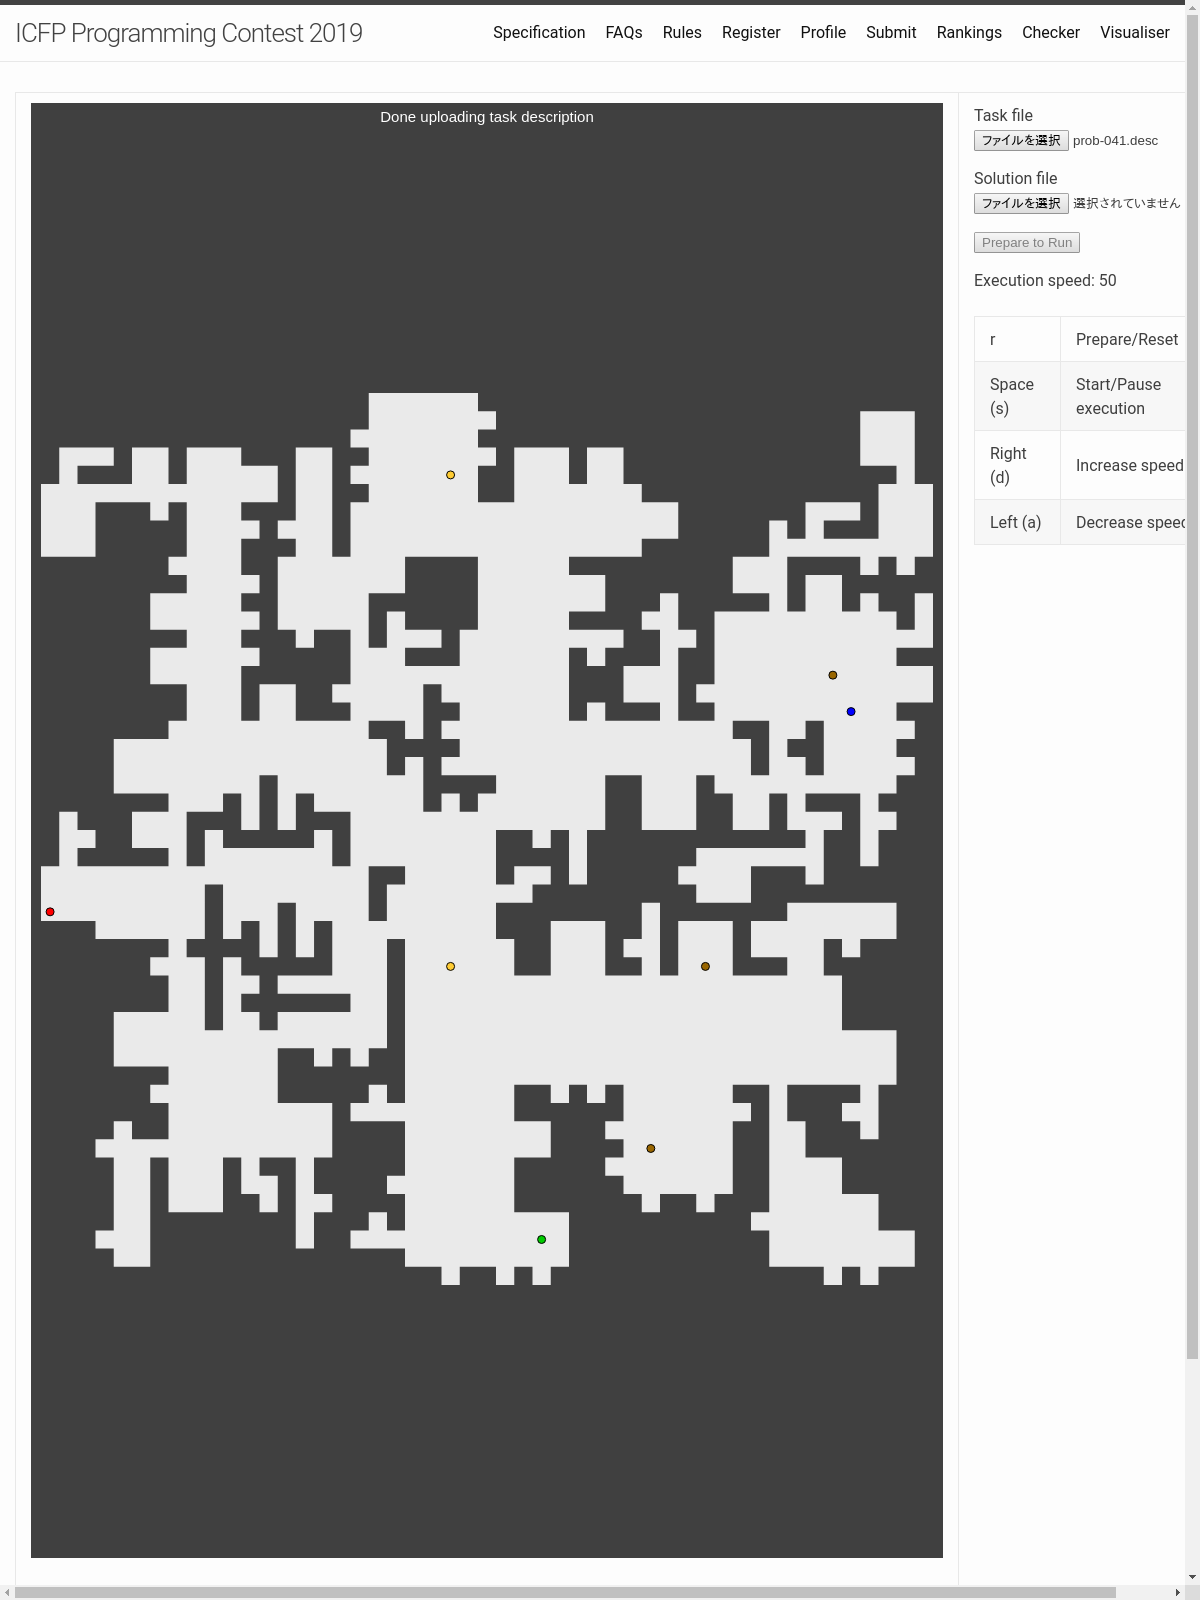 ICFP Programming Contest 2019
Specification FAQs Rules Register Profile Submit Rankings Checker Visualiser
Done uploading task description
Task file
ファイルを選択 prob-041.desc
Solution file
ファイルを選択 選択されていません
Prepare to Run
Execution speed: 50
r Prepare/Reset
Space (s) Start/Pause execution
Right (d) Increase speed
Left (a) Decrease speed